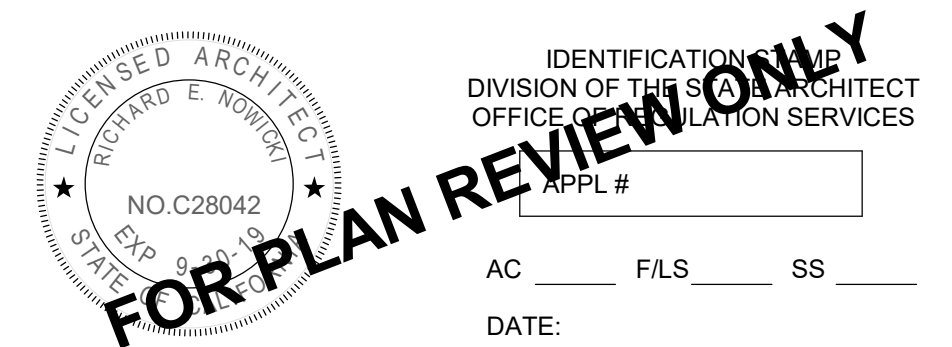 LICENSED ARCHITECT
RICHARD E. NOWICKI
NO.C28042
EXP 9-30-19
STATE OF CALIFORNIA
IDENTIFICATION STAMP
DIVISION OF THE STATE ARCHITECT
OFFICE OF REGULATION SERVICES
APPL #
AC F/LS SS
DATE:
FOR PLAN REVIEW ONLY